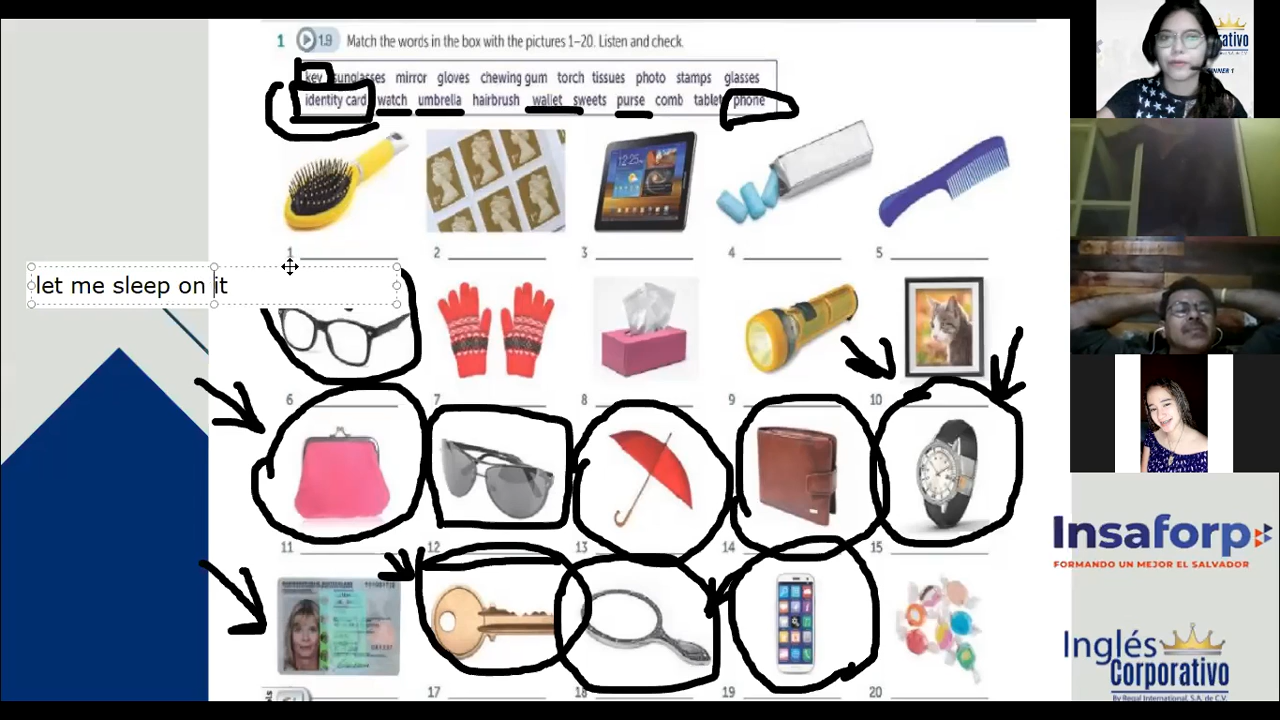 1 1.9 Match the words in the box with the pictures 1–20. Listen and check.
key sunglasses mirror gloves chewing gum torch tissues photo stamps glasses
identity card watch umbrella hairbrush wallet sweets purse comb tablet phone
12:25
1 2 3 4 5
let me sleep on it
6 7 8 9 10
11 12 13 14 15
17 18 19 20
Insaforp
FORMANDO UN MEJOR EL SALVADOR
Inglés
Corporativo
By Regal International, S.A. de C.V.